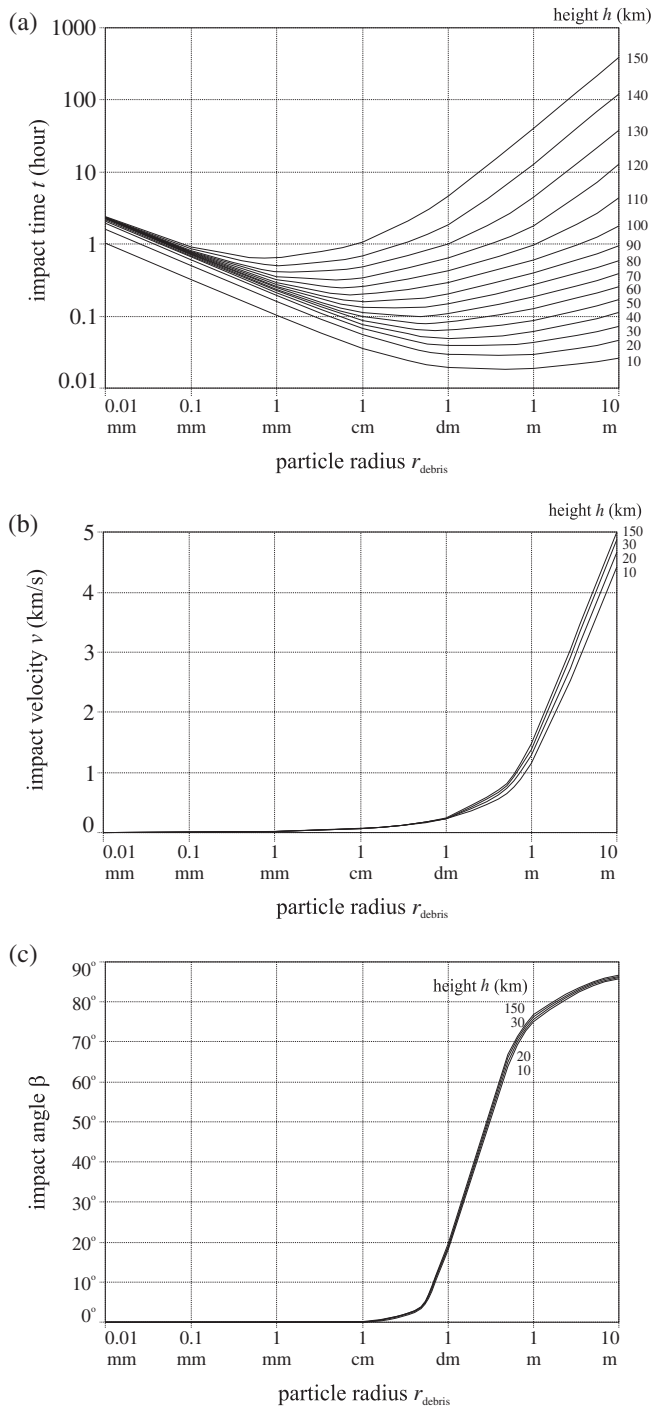 (a)
height h (km)
1000
100
10
1
0.1
0.01
impact time t (hour)
150
140
130
120
110
100
90
80
70
60
50
40
30
20
10
0.01 0.1 1 1 1 1 10
mm mm mm cm dm m m
particle radius r_debris
(b)
height h (km)
5
4
3
2
1
0
impact velocity v (km/s)
150
30
20
10
0.01 0.1 1 1 1 1 10
mm mm mm cm dm m m
particle radius r_debris
(c)
90°
80°
70°
60°
50°
40°
30°
20°
10°
0°
impact angle β
height h (km)
150
30
20
10
0.01 0.1 1 1 1 1 10
mm mm mm cm dm m m
particle radius r_debris